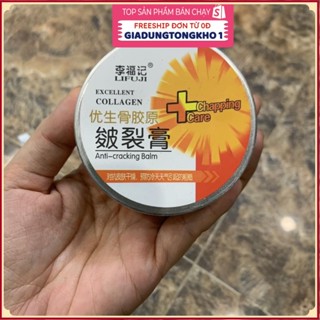 TOP SẢN PHẨM BÁN CHẠY
FREESHIP ĐƠN TỪ 0Đ
GIADUNGTONGKHO 1
李福记
LIFUJI
EXCELLENT
COLLAGEN
优生骨胶原
Chapping
Care
皴裂膏
Anti-cracking Balm